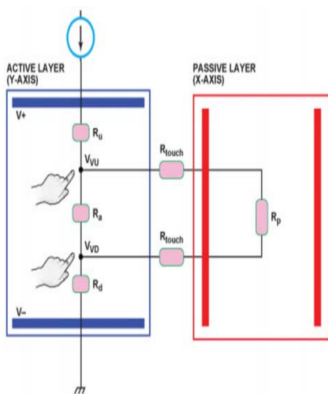 ACTIVE LAYER
(Y-AXIS)
PASSIVE LAYER
(X-AXIS)
V+
Ru
VVU
Rtouch
Ra
Rp
VVD
Rtouch
Rd
V–